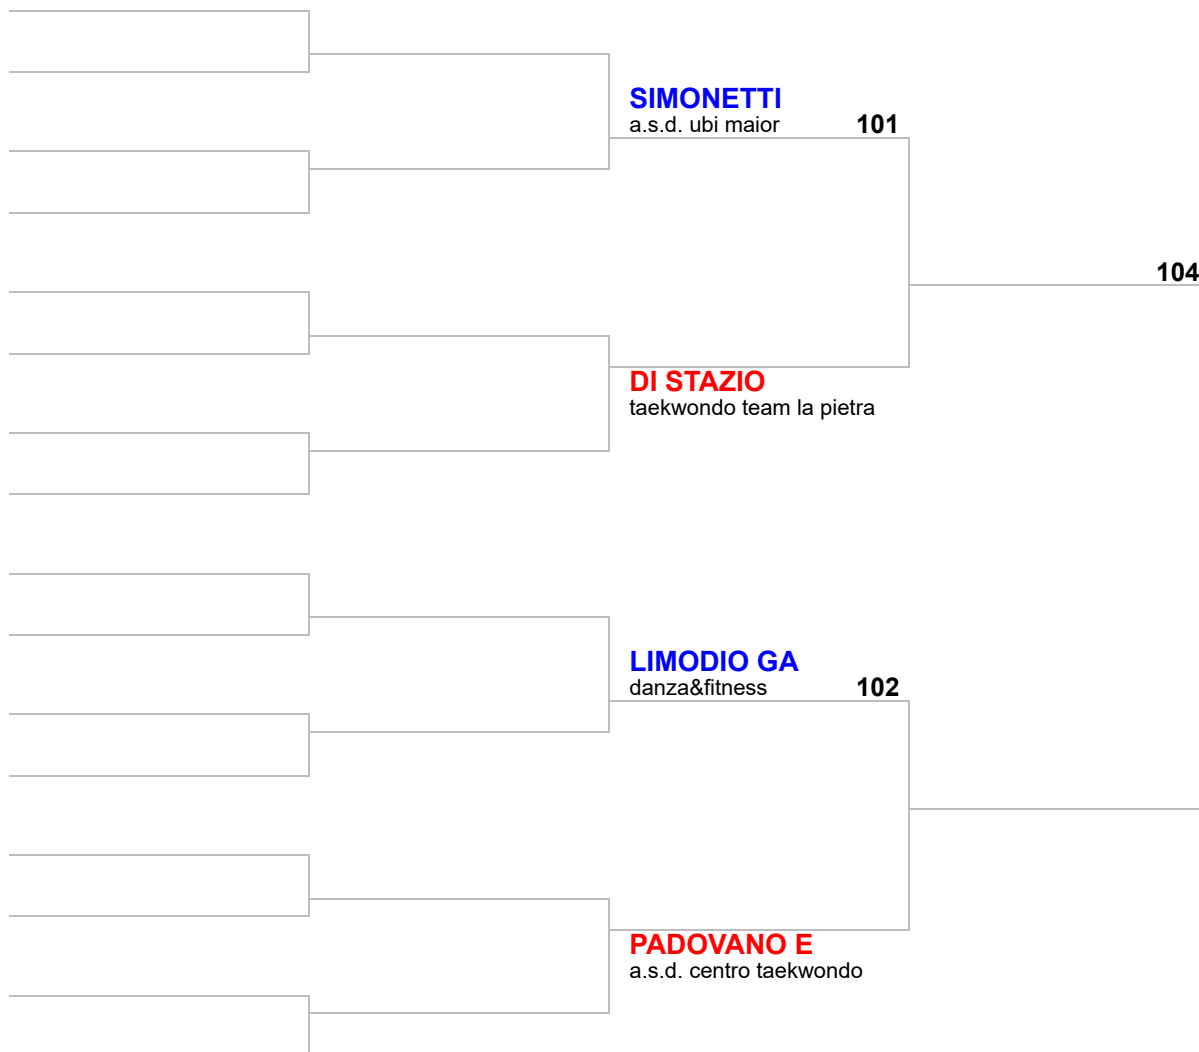 SIMONETTI
a.s.d. ubi maior 101
104
DI STAZIO
taekwondo team la pietra
LIMODIO GA
danza&fitness 102
PADOVANO E
a.s.d. centro taekwondo